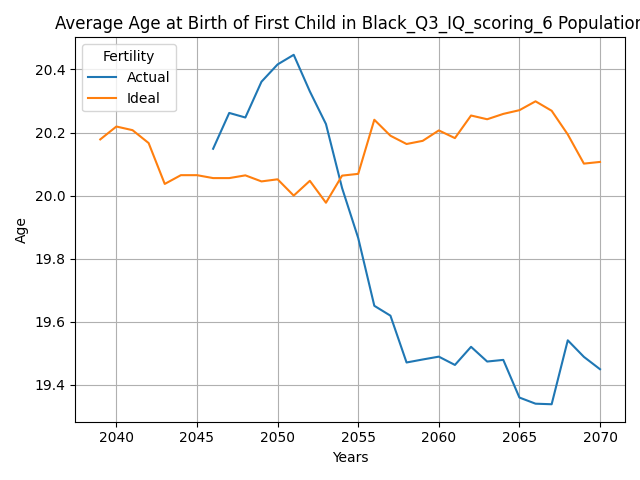 Average Age at Birth of First Child in Black_Q3_IQ_scoring_6 Population
Fertility
Actual
Ideal
20.4
20.2
20.0
19.8
19.6
19.4
Age
2040 2045 2050 2055 2060 2065 2070
Years